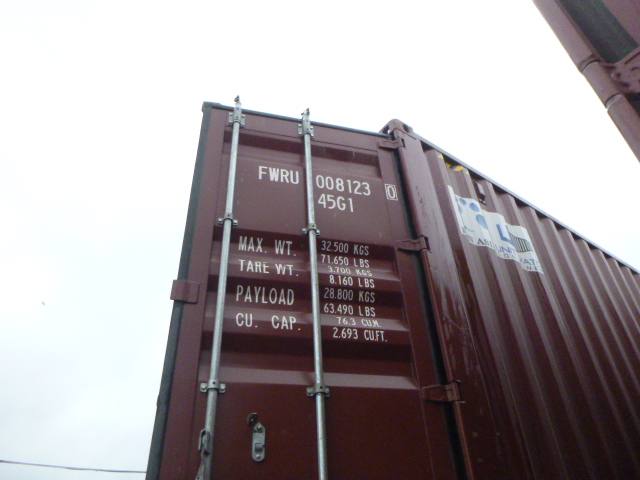 FWRU 008123 0
45G1
MAX. WT. 32.500 KGS
71.650 LBS
TARE WT. 3.700 KGS
8.160 LBS
PAYLOAD 28.800 KGS
63.490 LBS
CU. CAP. 76.3 CU.M.
2.693 CU.FT.